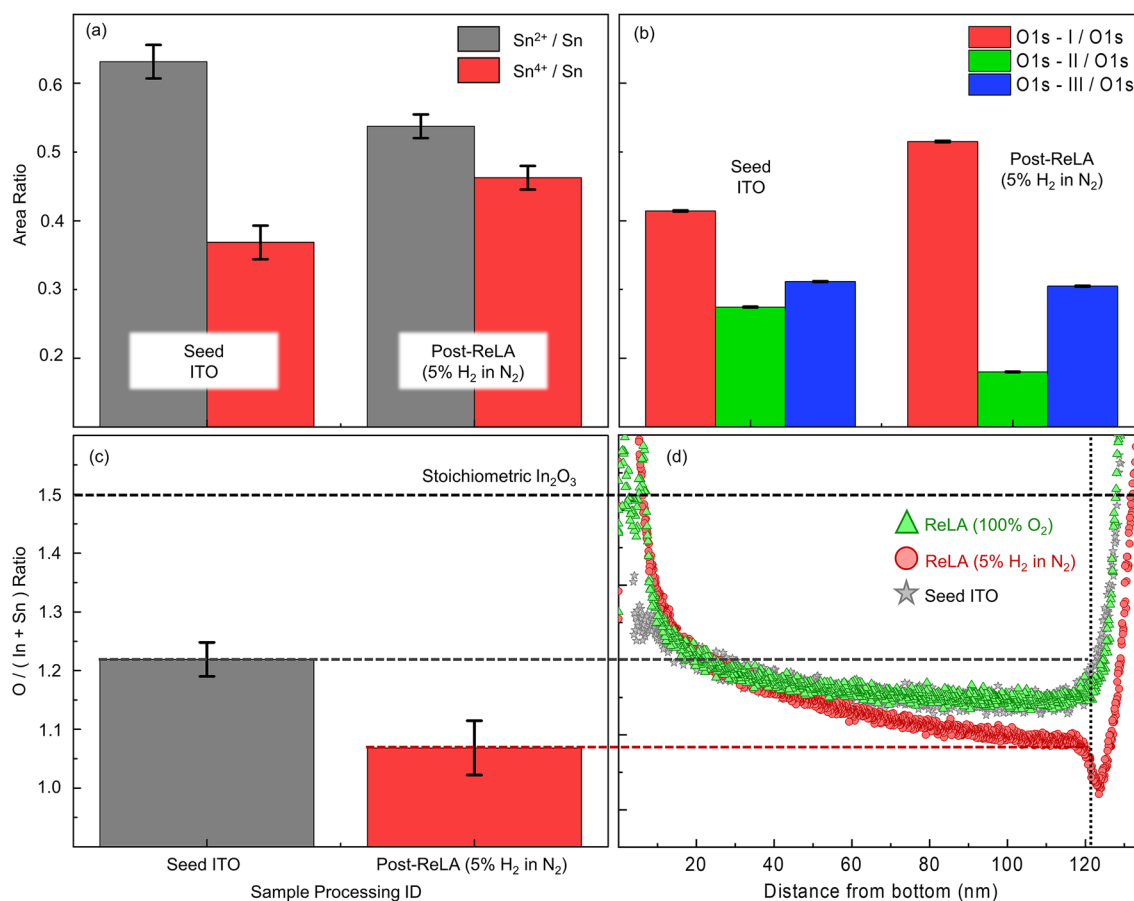 (a)
Sn²⁺ / Sn
Sn⁴⁺ / Sn
0.6
0.5
0.4
0.3
0.2
Area Ratio
Seed
ITO
Post-ReLA
(5% H₂ in N₂)
(b)
O1s - I / O1s
O1s - II / O1s
O1s - III / O1s
Seed
ITO
Post-ReLA
(5% H₂ in N₂)
(c)
Stoichiometric In₂O₃
1.5
1.4
1.3
1.2
1.1
1.0
O / ( In + Sn ) Ratio
Seed ITO
Post-ReLA (5% H₂ in N₂)
Sample Processing ID
(d)
ReLA (100% O₂)
ReLA (5% H₂ in N₂)
Seed ITO
20
40
60
80
100
120
Distance from bottom (nm)